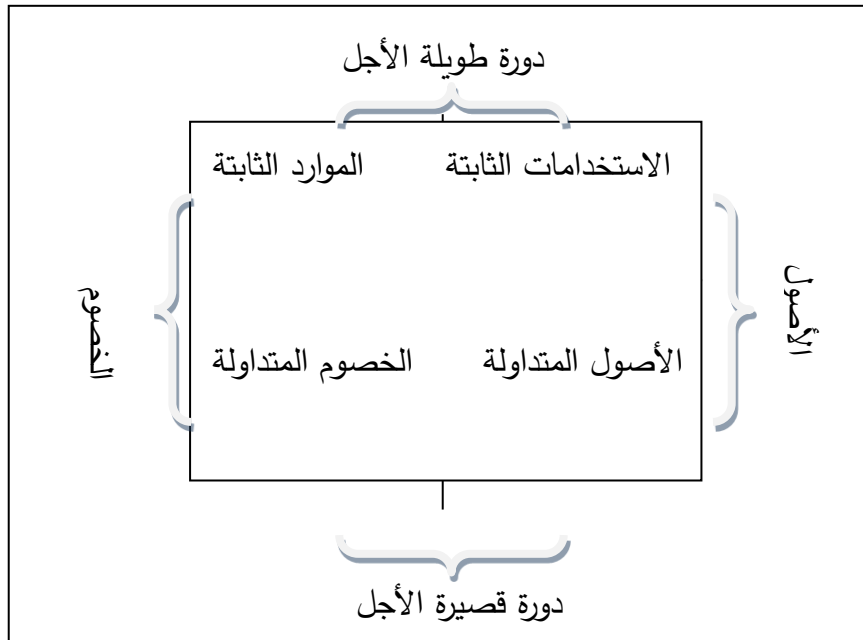 دورة طويلة الأجل
الاستخدامات الثابتة
الموارد الثابتة
الأصول
الخصوم
الأصول المتداولة
الخصوم المتداولة
دورة قصيرة الأجل